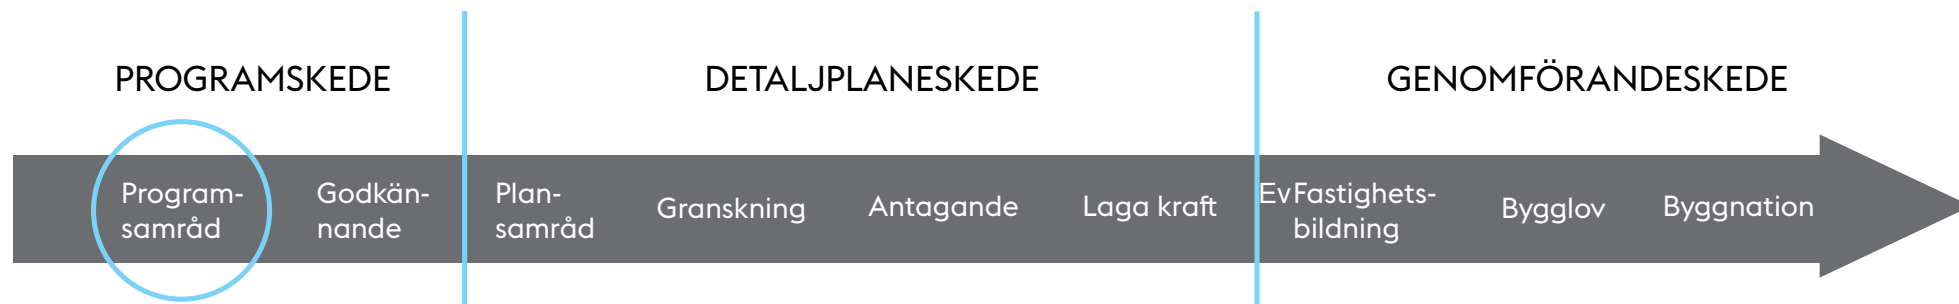 PROGRAMSKEDE
DETALJPLANESKEDE
GENOMFÖRANDESKEDE
Program-
samråd
Godkän-
nande
Plan-
samråd
Granskning
Antagande
Laga kraft
EvFastighets-
bildning
Bygglov
Byggnation